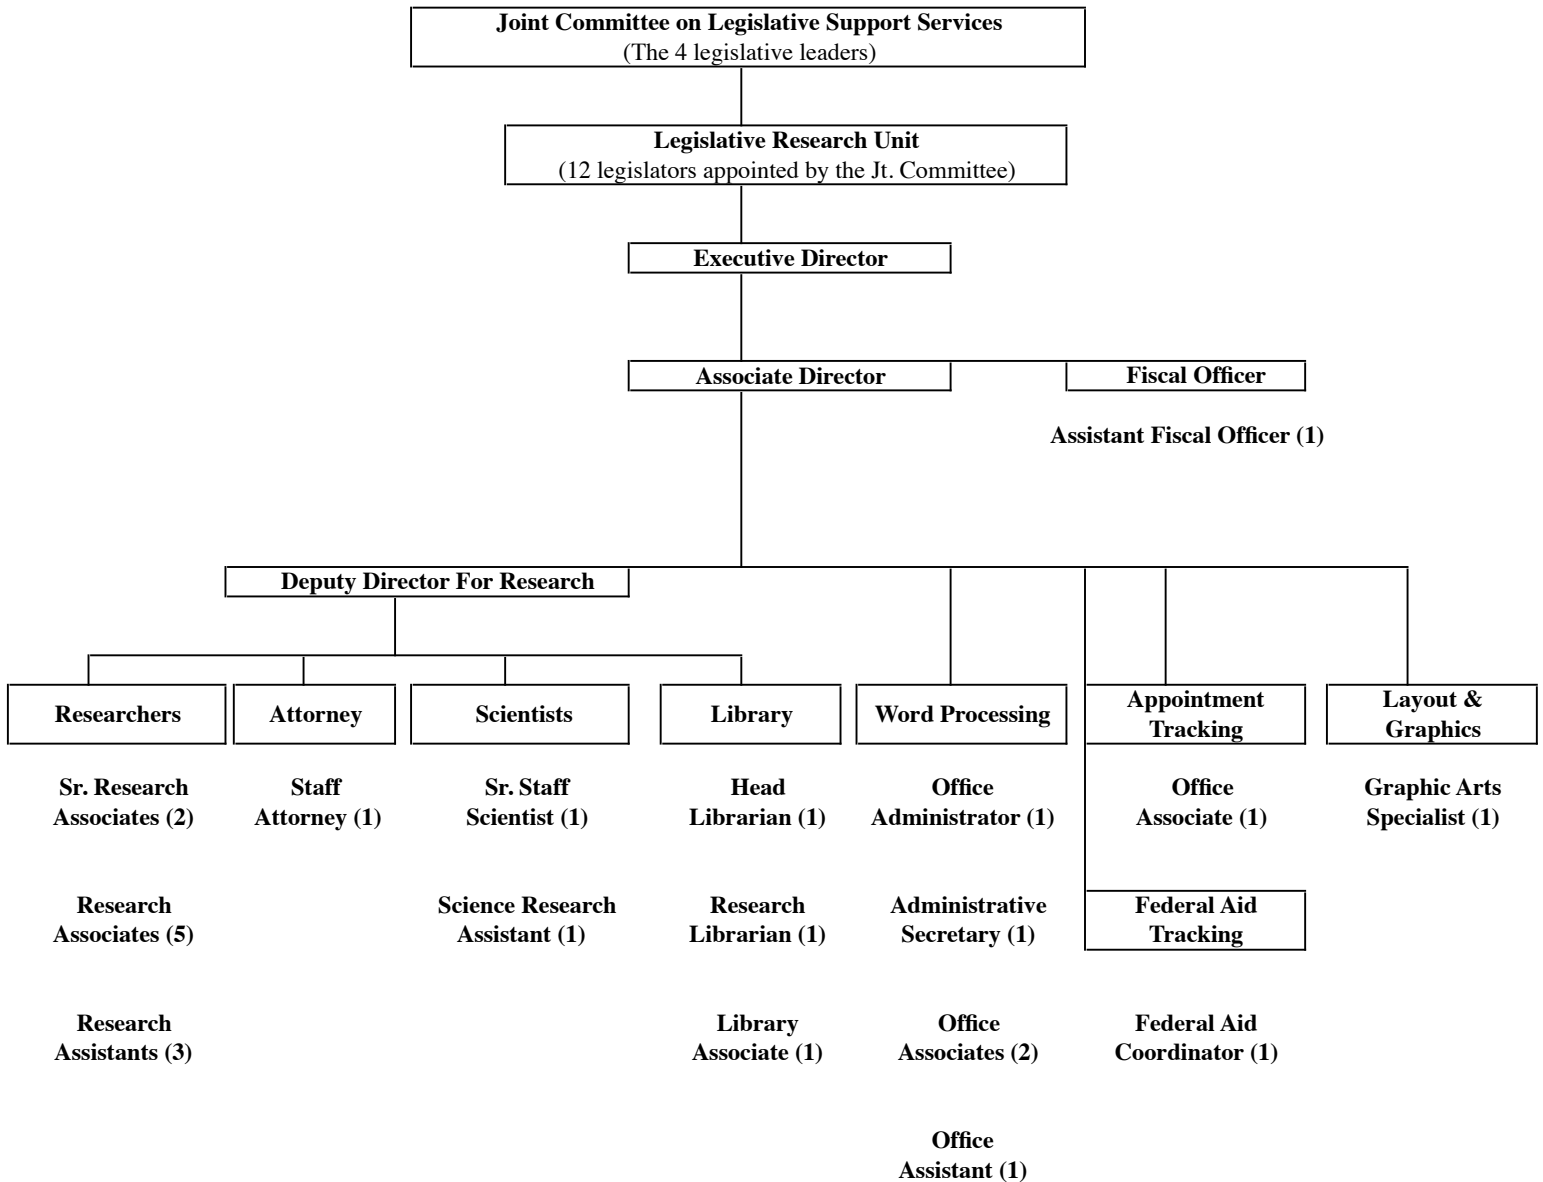 Joint Committee on Legislative Support Services
(The 4 legislative leaders)
Legislative Research Unit
(12 legislators appointed by the Jt. Committee)
Executive Director
Associate Director
Fiscal Officer
Assistant Fiscal Officer (1)
Deputy Director For Research
Researchers
Sr. Research
Associates (2)
Research
Associates (5)
Research
Assistants (3)
Attorney
Staff
Attorney (1)
Scientists
Sr. Staff
Scientist (1)
Science Research
Assistant (1)
Library
Head
Librarian (1)
Research
Librarian (1)
Library
Associate (1)
Word Processing
Office
Administrator (1)
Administrative
Secretary (1)
Office
Associates (2)
Office
Assistant (1)
Appointment
Tracking
Office
Associate (1)
Federal Aid
Tracking
Federal Aid
Coordinator (1)
Layout &
Graphics
Graphic Arts
Specialist (1)